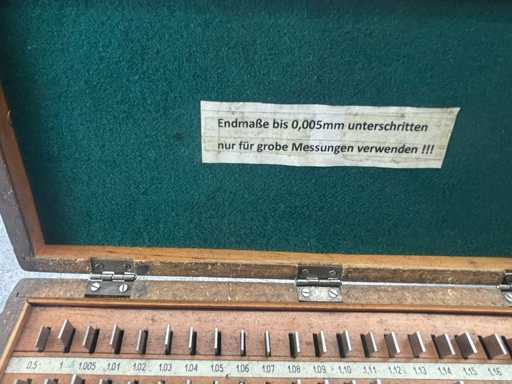 Endmaße bis 0,005mm unterschritten
nur für grobe Messungen verwenden !!!
0.5 1 1,005 1,01 1,02 1,03 1,04 1,05 1,06 1,07 1,08 1,09 1,10 1,11 1,12 1,13 1,14 1,15 1,16